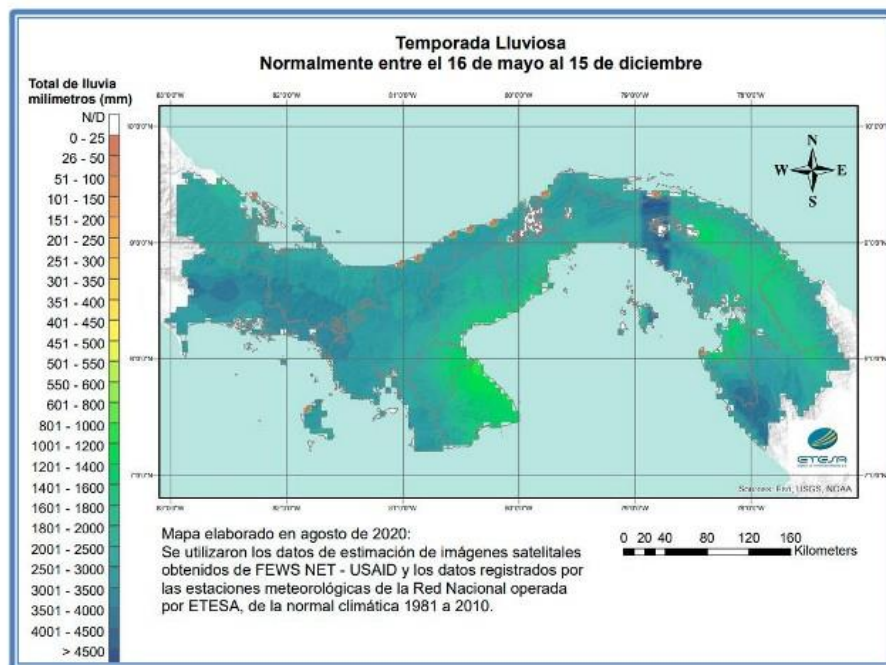 Temporada Lluviosa
Normalmente entre el 16 de mayo al 15 de diciembre
Total de lluvia
milímetros (mm)
N/D
0 - 25
26 - 50
51 - 100
101 - 150
151 - 200
201 - 250
251 - 300
301 - 350
351 - 400
401 - 450
451 - 500
501 - 550
550 - 600
601 - 800
801 - 1000
1001 - 1200
1201 - 1400
1401 - 1600
1601 - 1800
1801 - 2000
2001 - 2500
2501 - 3000
3001 - 3500
3501 - 4000
4001 - 4500
> 4500
N
W E
S
ETESA
Sources: Esri, USGS, NOAA
Mapa elaborado en agosto de 2020:
Se utilizaron los datos de estimación de imágenes satelitales
obtenidos de FEWS NET - USAID y los datos registrados por
las estaciones meteorológicas de la Red Nacional operada
por ETESA, de la normal climática 1981 a 2010.
0 20 40 80 120 160
Kilometers